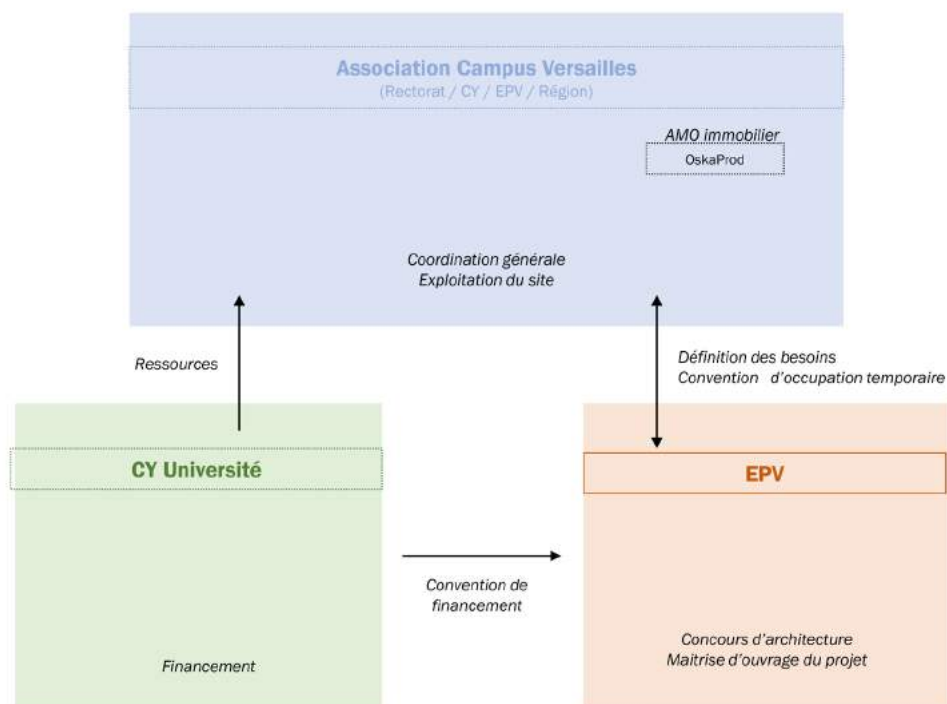 Association Campus Versailles
(Rectorat / CY / EPV / Région)
AMO immobilier
OskaProd
Coordination générale
Exploitation du site
Ressources
Définition des besoins
Convention d'occupation temporaire
CY Université
EPV
Convention de
financement
Financement
Concours d'architecture
Maitrise d'ouvrage du projet